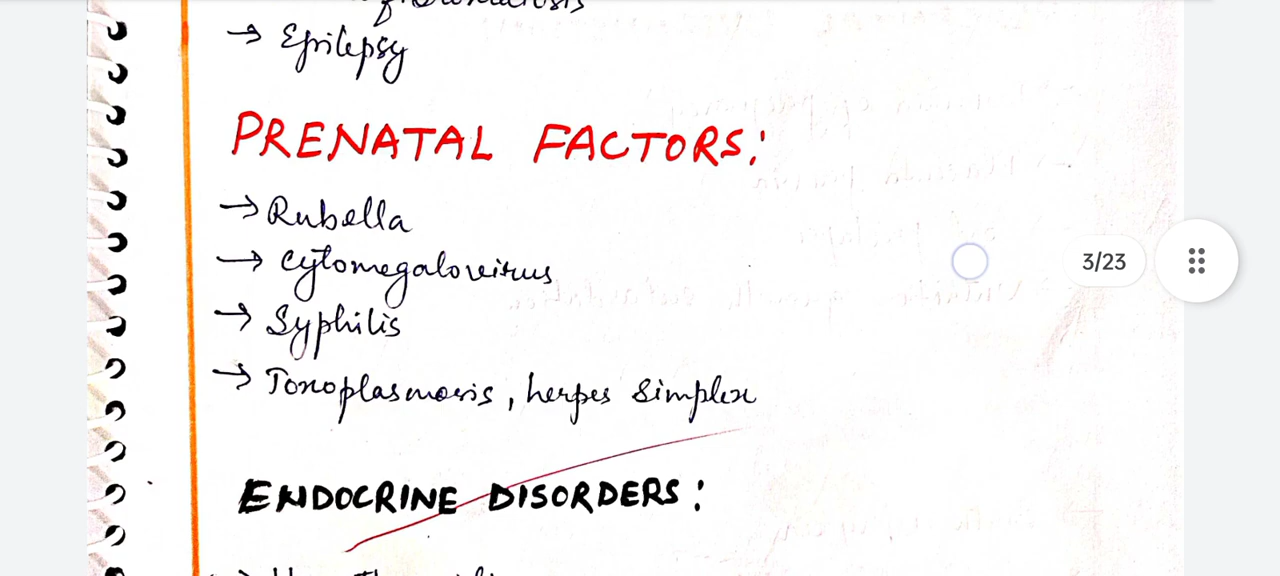 → Epilepsy
PRENATAL FACTORS:
→ Rubella
→ Cytomegalovirus
→ Syphilis
→ Toxoplasmosis, herpes simplex
ENDOCRINE DISORDERS:
3/23